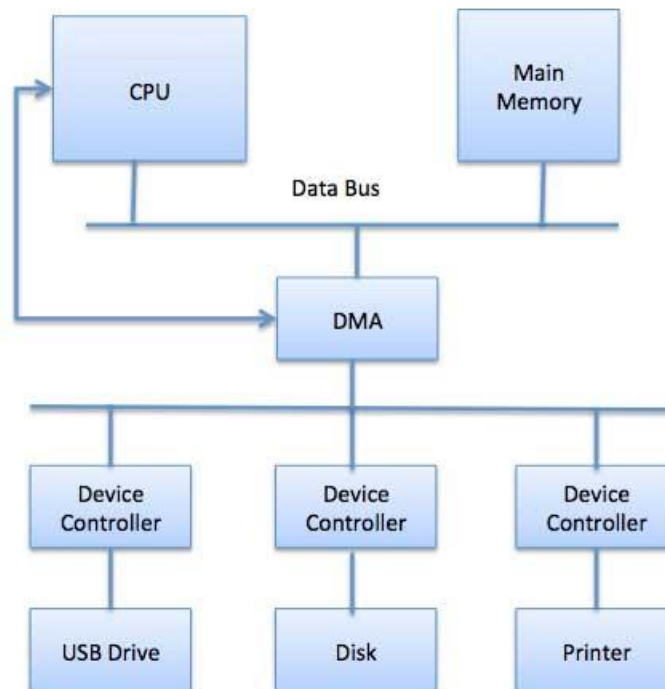 CPU
Main
Memory
Data Bus
DMA
Device
Controller
Device
Controller
Device
Controller
USB Drive
Disk
Printer